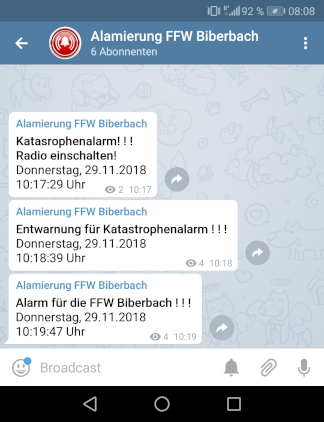 92 % 08:08
Alamierung FFW Biberbach
6 Abonnenten
Alamierung FFW Biberbach
Katasrophenalarm! ! !
Radio einschalten!
Donnerstag, 29.11.2018
10:17:29 Uhr 2 10:17
Alamierung FFW Biberbach
Entwarnung für Katastrophenalarm ! ! !
Donnerstag, 29.11.2018
10:18:39 Uhr 4 10:18
Alamierung FFW Biberbach
Alarm für die FFW Biberbach ! ! !
Donnerstag, 29.11.2018
10:19:47 Uhr 4 10:19
Broadcast